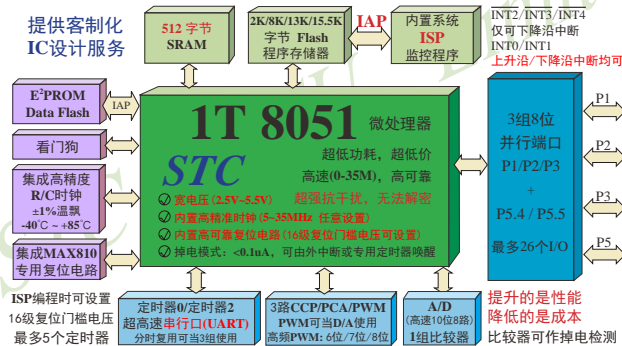 提供客制化
IC设计服务
512 字节
SRAM
2K/8K/13K/15.5K
字节 Flash
程序存储器
IAP
内置系统
ISP
监控程序
INT2/INT3/INT4
仅可下降沿中断
INT0/INT1
上升沿/下降沿中断均可
E²PROM
Data Flash
IAP
看门狗
集成高精度
R/C时钟
±1%温飘
-40℃ ~ +85℃
集成MAX810
专用复位电路
1T 8051 微处理器
STC
超低功耗，超低价
高速(0-35M)，高可靠
宽电压(2.5V~5.5V) 超强抗干扰，无法解密
内置高精准时钟(5~35MHz 任意设置)
内置高可靠复位电路(16级复位门槛电压可设置)
掉电模式：<0.1uA，可由外中断或专用定时器唤醒
3组8位
并行端口
P1/P2/P3
+
P5.4 / P5.5
最多26个I/O
P1
P2
P3
P5
ISP编程时可设置
16级复位门槛电压
最多5个定时器
定时器0/定时器2
超高速串行口(UART)
分时复用可当3组使用
3路CCP/PCA/PWM
PWM可当D/A使用
高频PWM: 6位/7位/8位
A/D
(高速10位8路)
1组比较器
提升的是性能
降低的是成本
比较器可作掉电检测